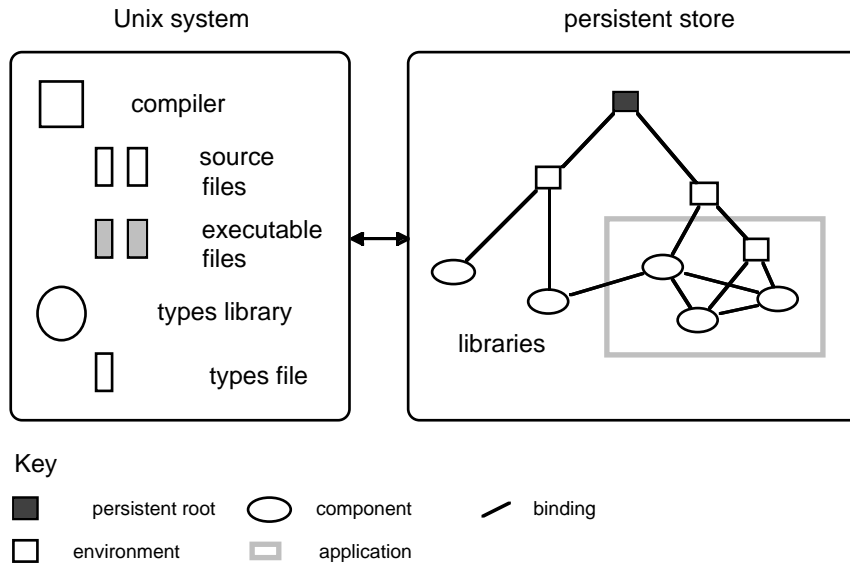 Unix system
persistent store
compiler
source
files
executable
files
types library
types file
libraries
Key
persistent root
component
binding
environment
application